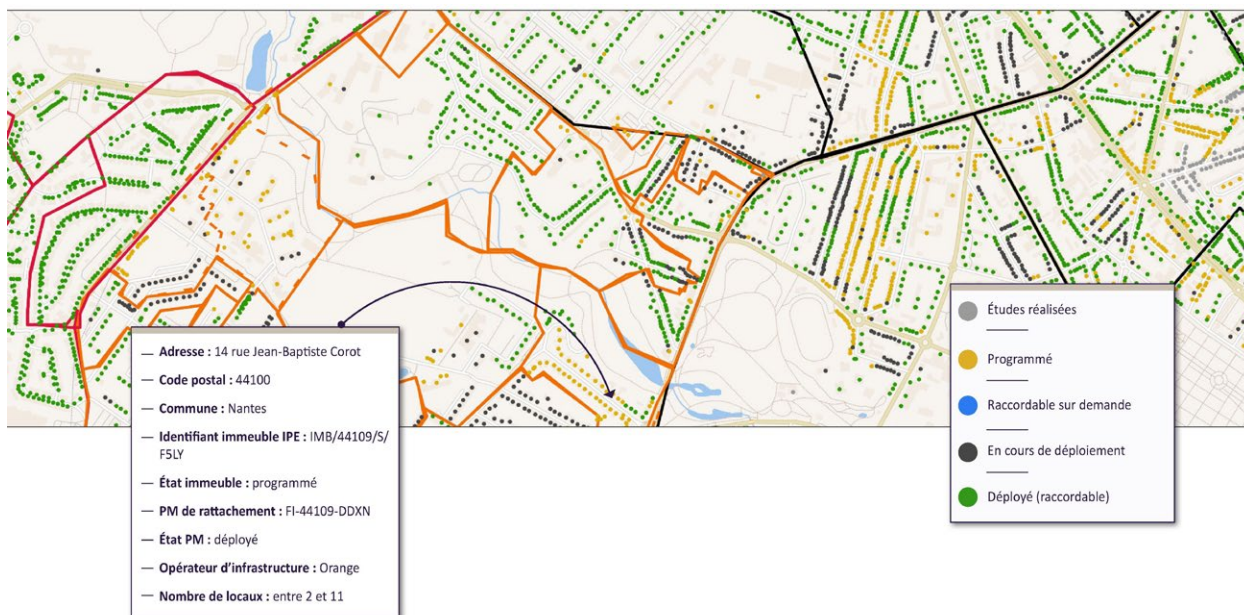 — Adresse : 14 rue Jean-Baptiste Corot
— Code postal : 44100
— Commune : Nantes
— Identifiant immeuble IPE : IMB/44109/S/
F5LY
— État immeuble : programmé
— PM de rattachement : FI-44109-DDXN
— État PM : déployé
— Opérateur d'infrastructure : Orange
— Nombre de locaux : entre 2 et 11
Études réalisées
Programmé
Raccordable sur demande
En cours de déploiement
Déployé (raccordable)